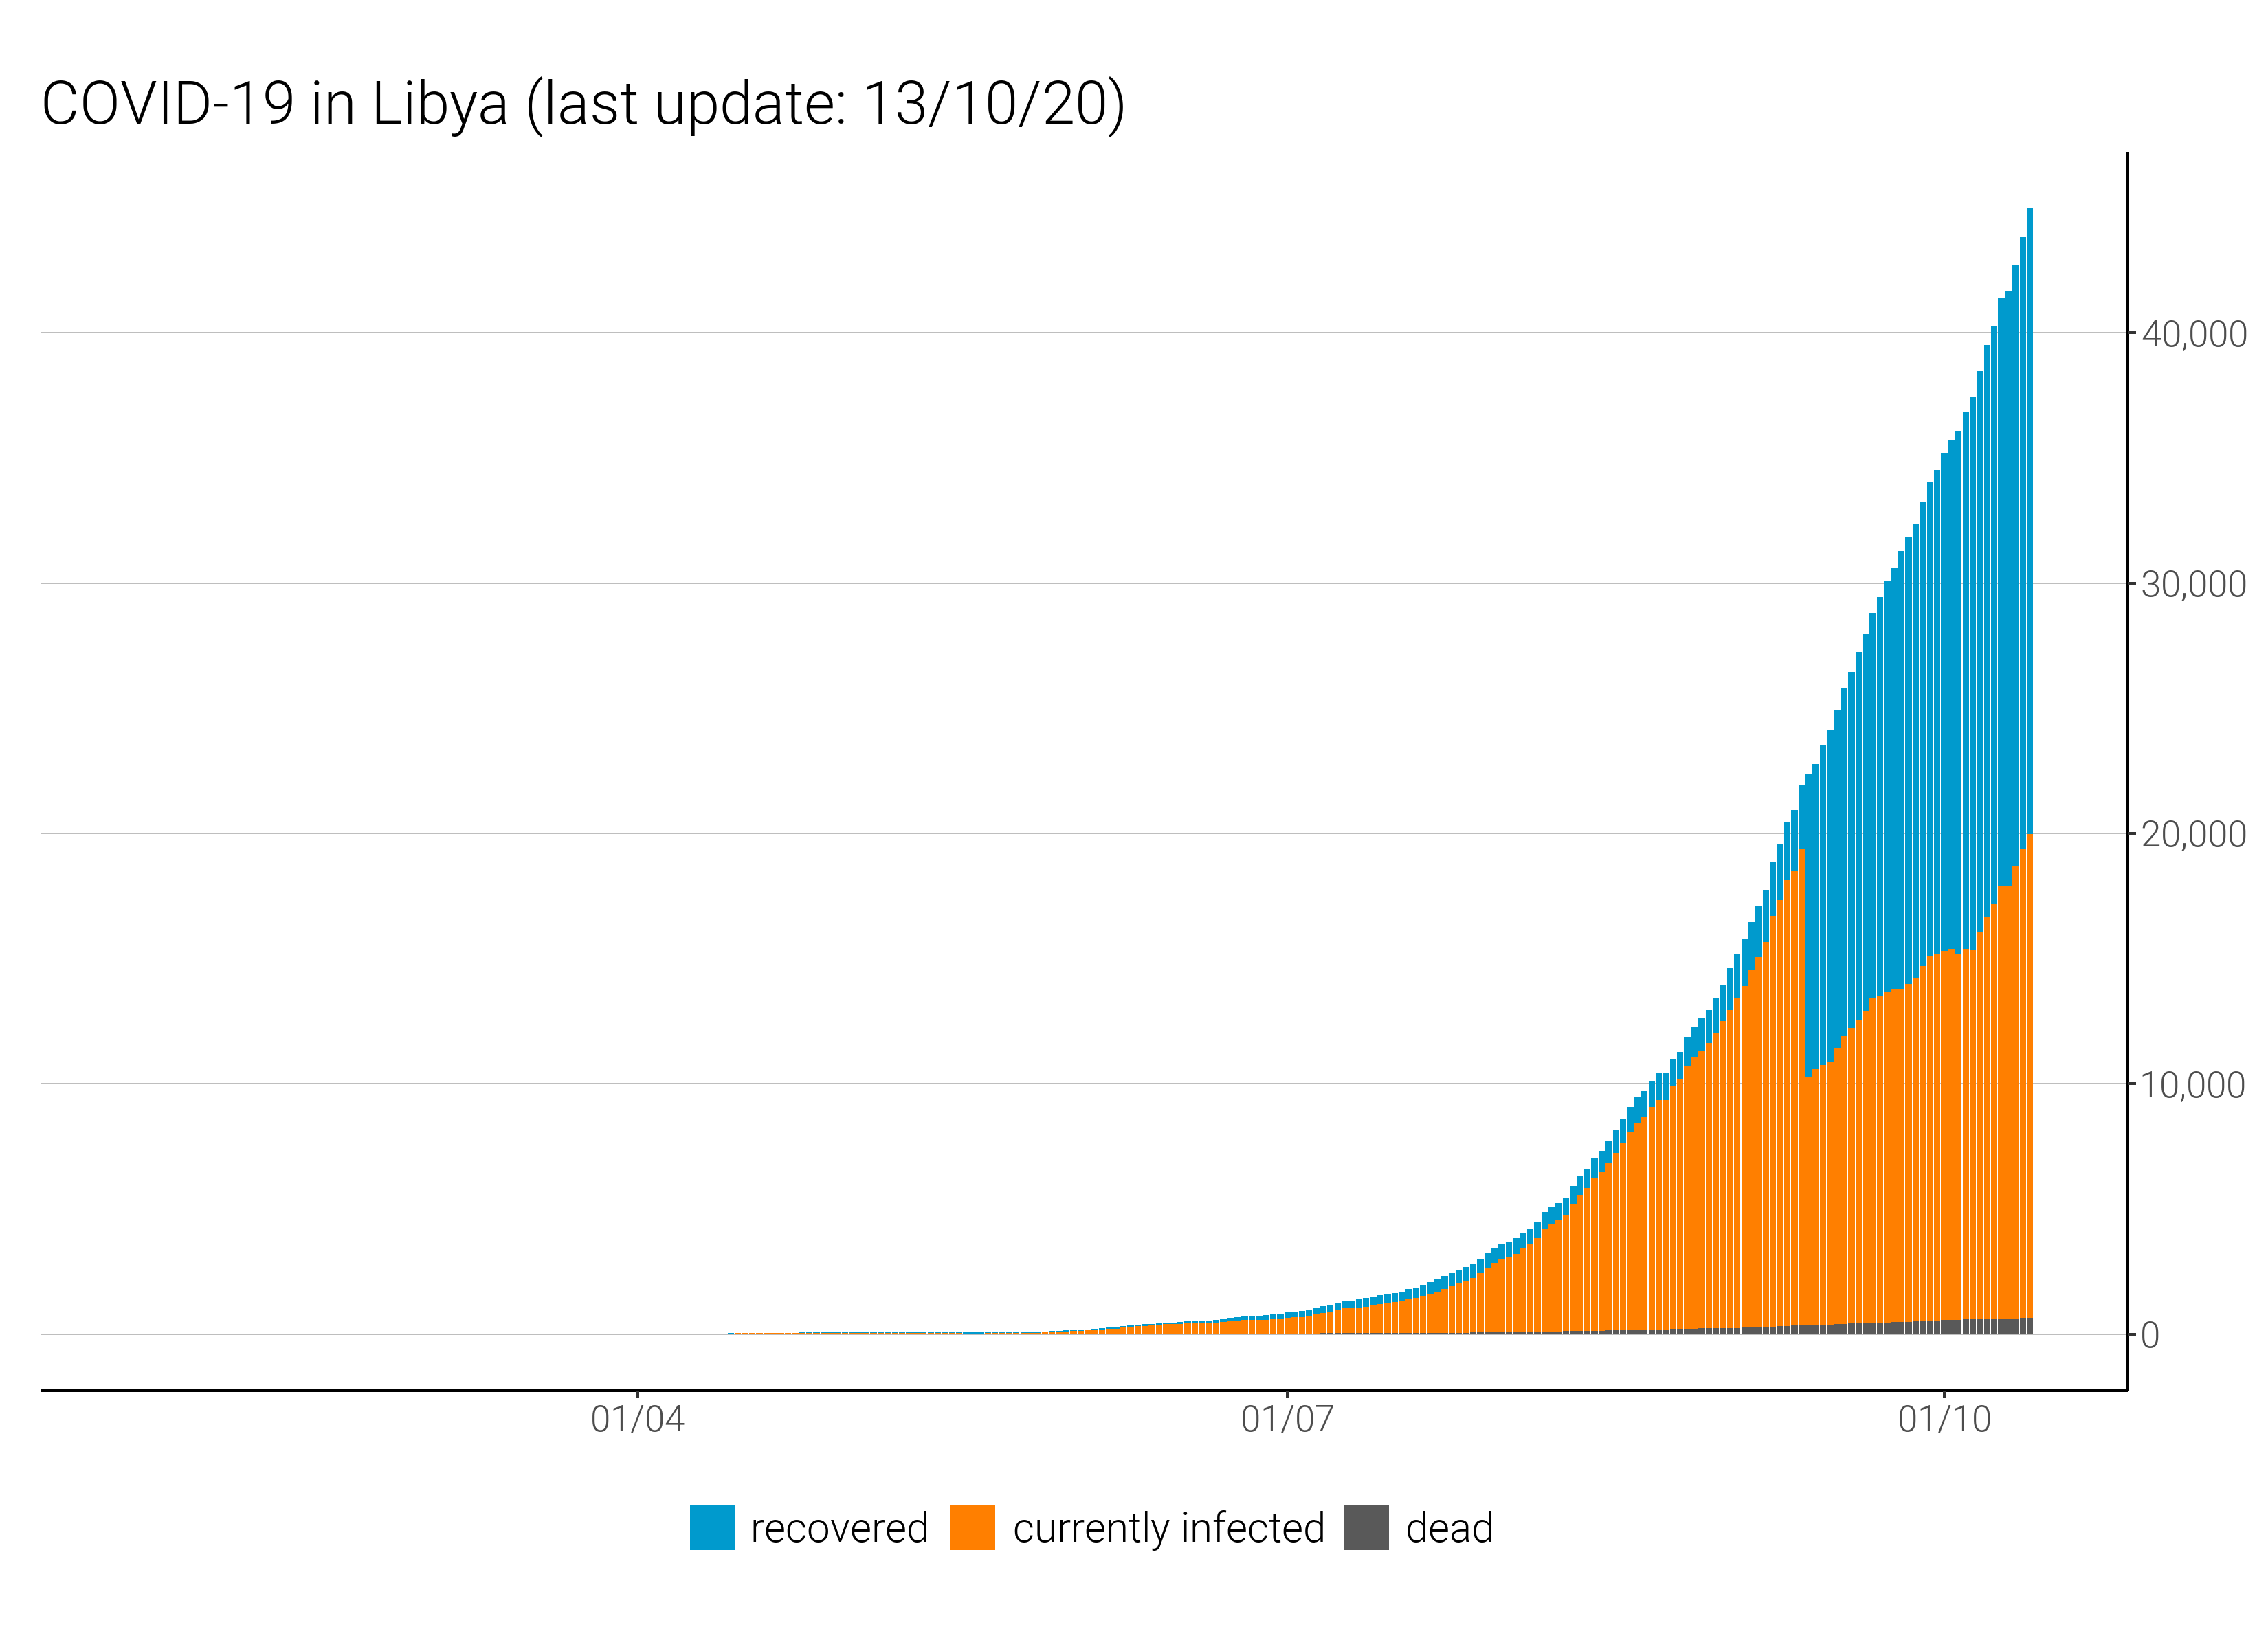 COVID-19 in Libya (last update: 13/10/20)
40,000
30,000
20,000
10,000
0
01/04 01/07 01/10
recovered currently infected dead